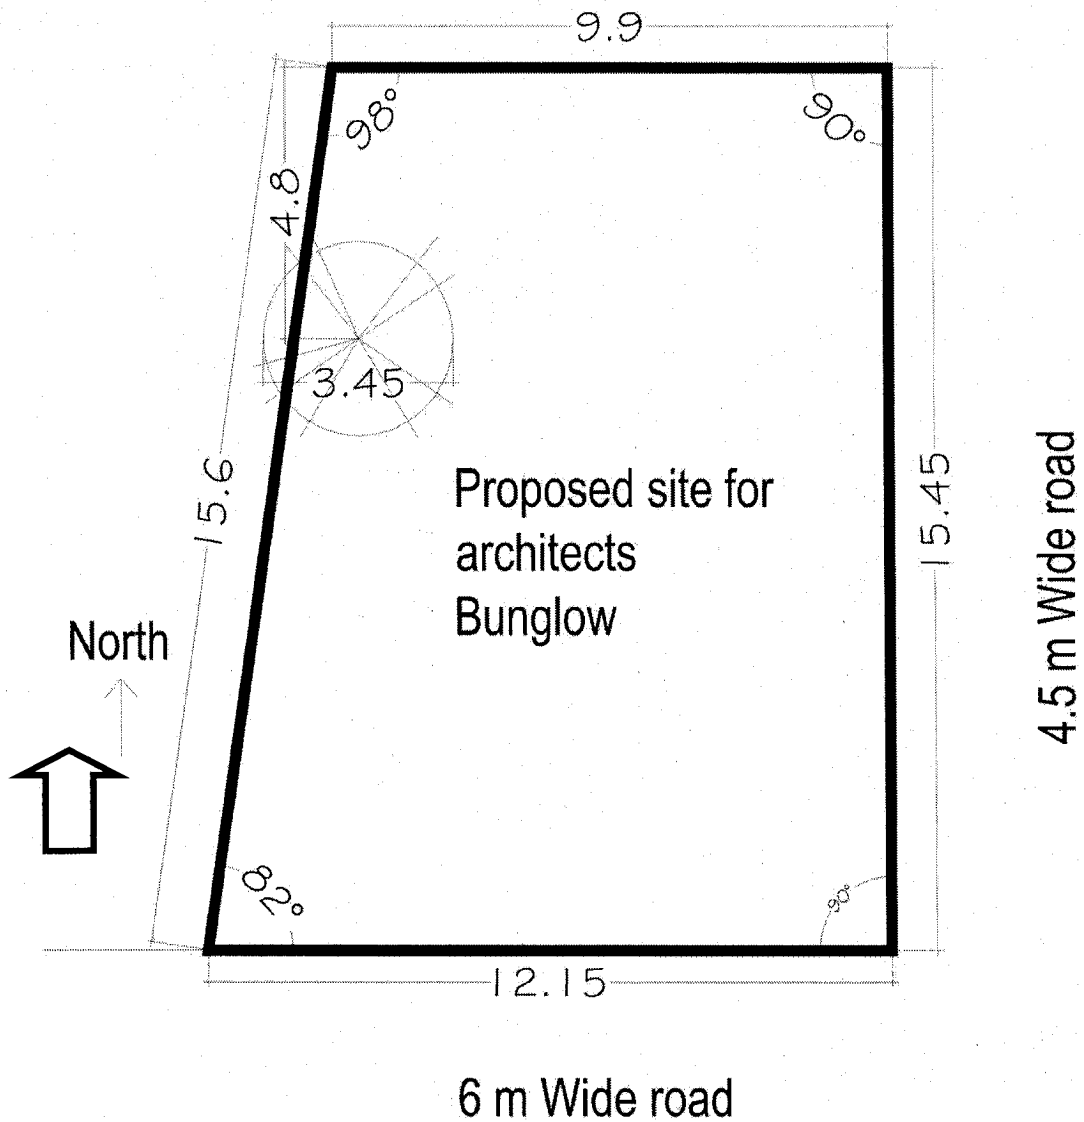 9.9
98°
90°
4.8
3.45
15.6
Proposed site for
architects
Bunglow
15.45
4.5 m Wide road
North
82°
90°
12.15
6 m Wide road